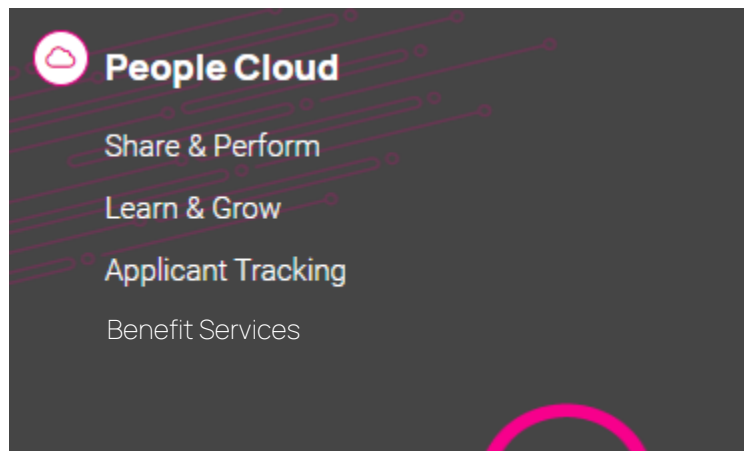 People Cloud
Share & Perform
Learn & Grow
Applicant Tracking
Benefit Services